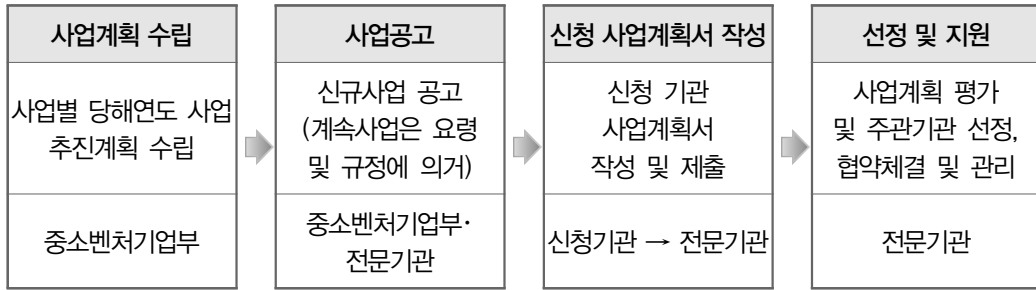 사업계획 수립
사업별 당해연도 사업
추진계획 수립
중소벤처기업부
사업공고
신규사업 공고
(계속사업은 요령
및 규정에 의거)
중소벤처기업부·
전문기관
신청 사업계획서 작성
신청 기관
사업계획서
작성 및 제출
신청기관 → 전문기관
선정 및 지원
사업계획 평가
및 주관기관 선정,
협약체결 및 관리
전문기관